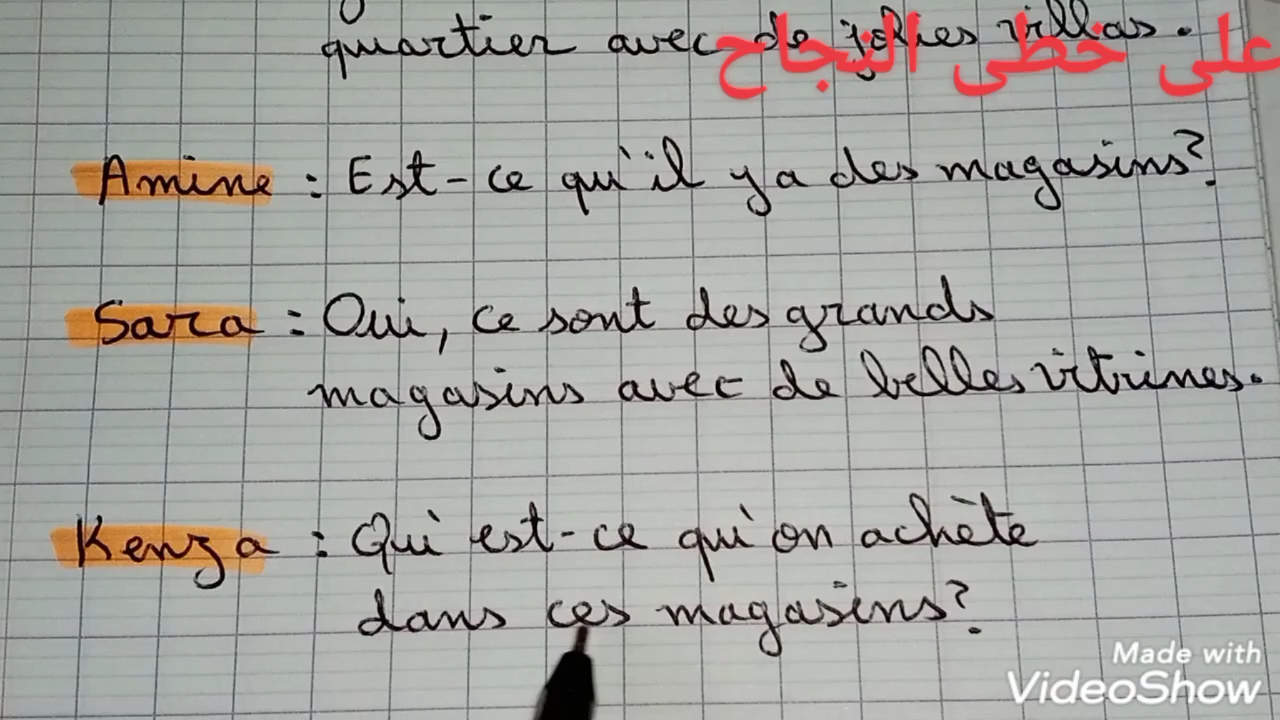 quartier avec de jolies villas.
على خطى النجاح
Amine : Est-ce qu'il y a des magasins?
Sara : Oui, ce sont des grands
magasins avec de belles vitrines.
Kenza : Qui est-ce qu'on achète
dans ces magasins?
Made with
VideoShow